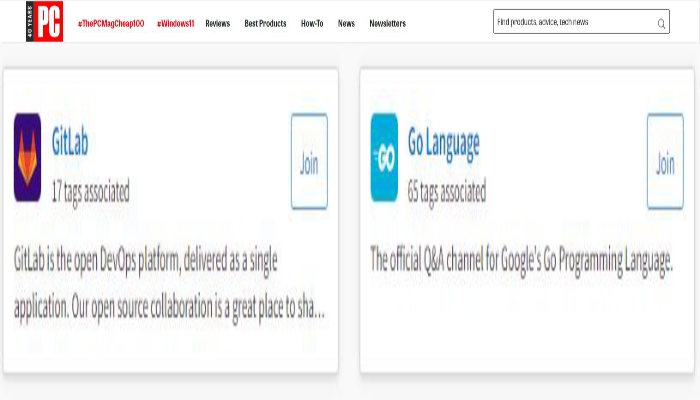 40 YEARS PC #ThePCMagCheap100 #Windows11 Reviews Best Products How-To News Newsletters Find products, advice, tech news
GitLab
17 tags associated
Join
GitLab is the open DevOps platform, delivered as a single
application. Our open source collaboration is a great place to sha...
GO
Go Language
65 tags associated
Join
The official Q&A channel for Google's Go Programming Language.